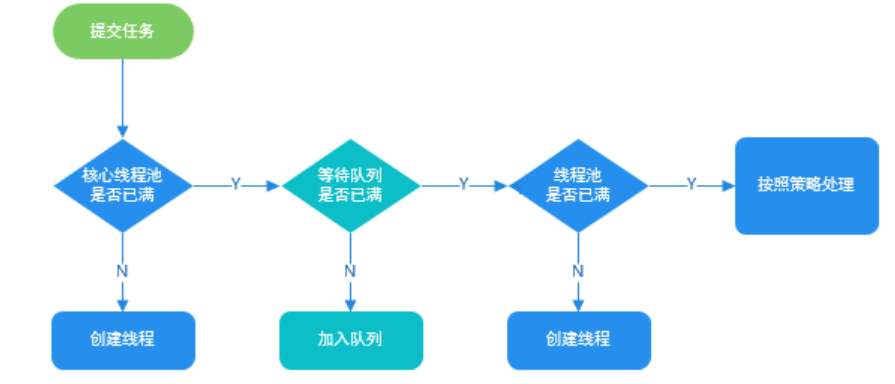 提交任务
核心线程池
是否已满
Y
等待队列
是否已满
Y
线程池
是否已满
Y
按照策略处理
N
N
N
创建线程
加入队列
创建线程